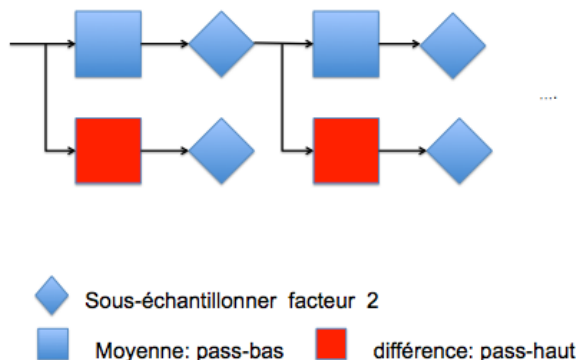 ....
Sous-échantillonner facteur 2
Moyenne: pass-bas
différence: pass-haut